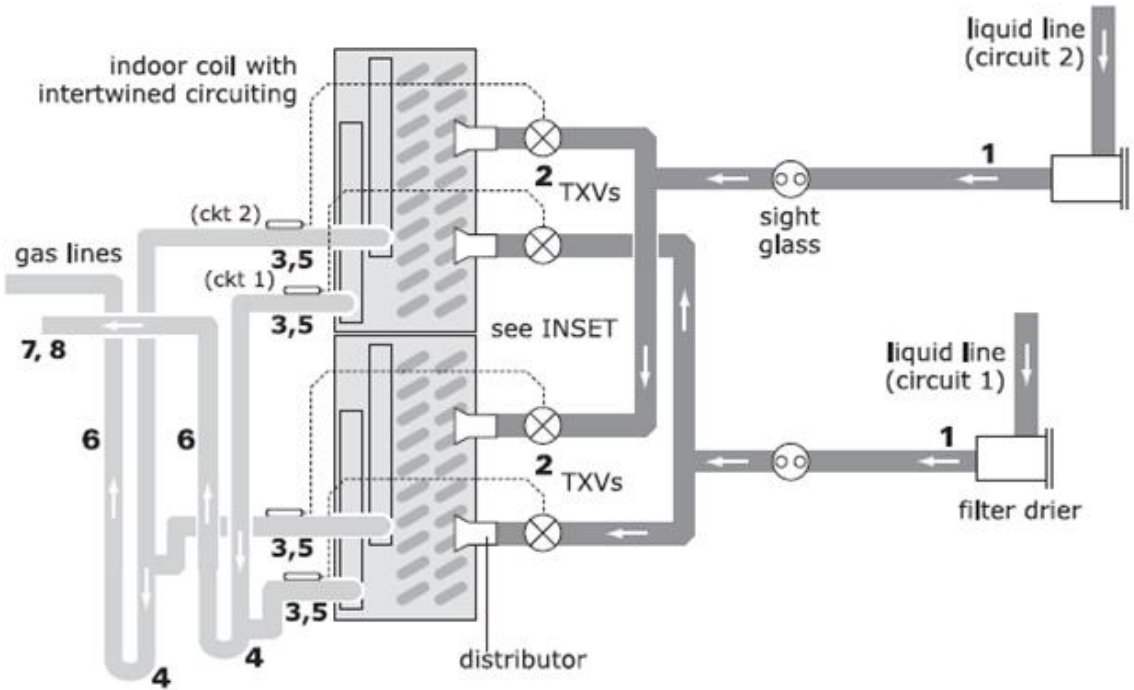 liquid line
(circuit 2)
indoor coil with
intertwined circuiting
1
2
TXVs
sight
glass
(ckt 2)
3,5
gas lines
(ckt 1)
3,5
see INSET
7, 8
liquid line
(circuit 1)
6
6
1
2
TXVs
filter drier
3,5
3,5
4
distributor
4